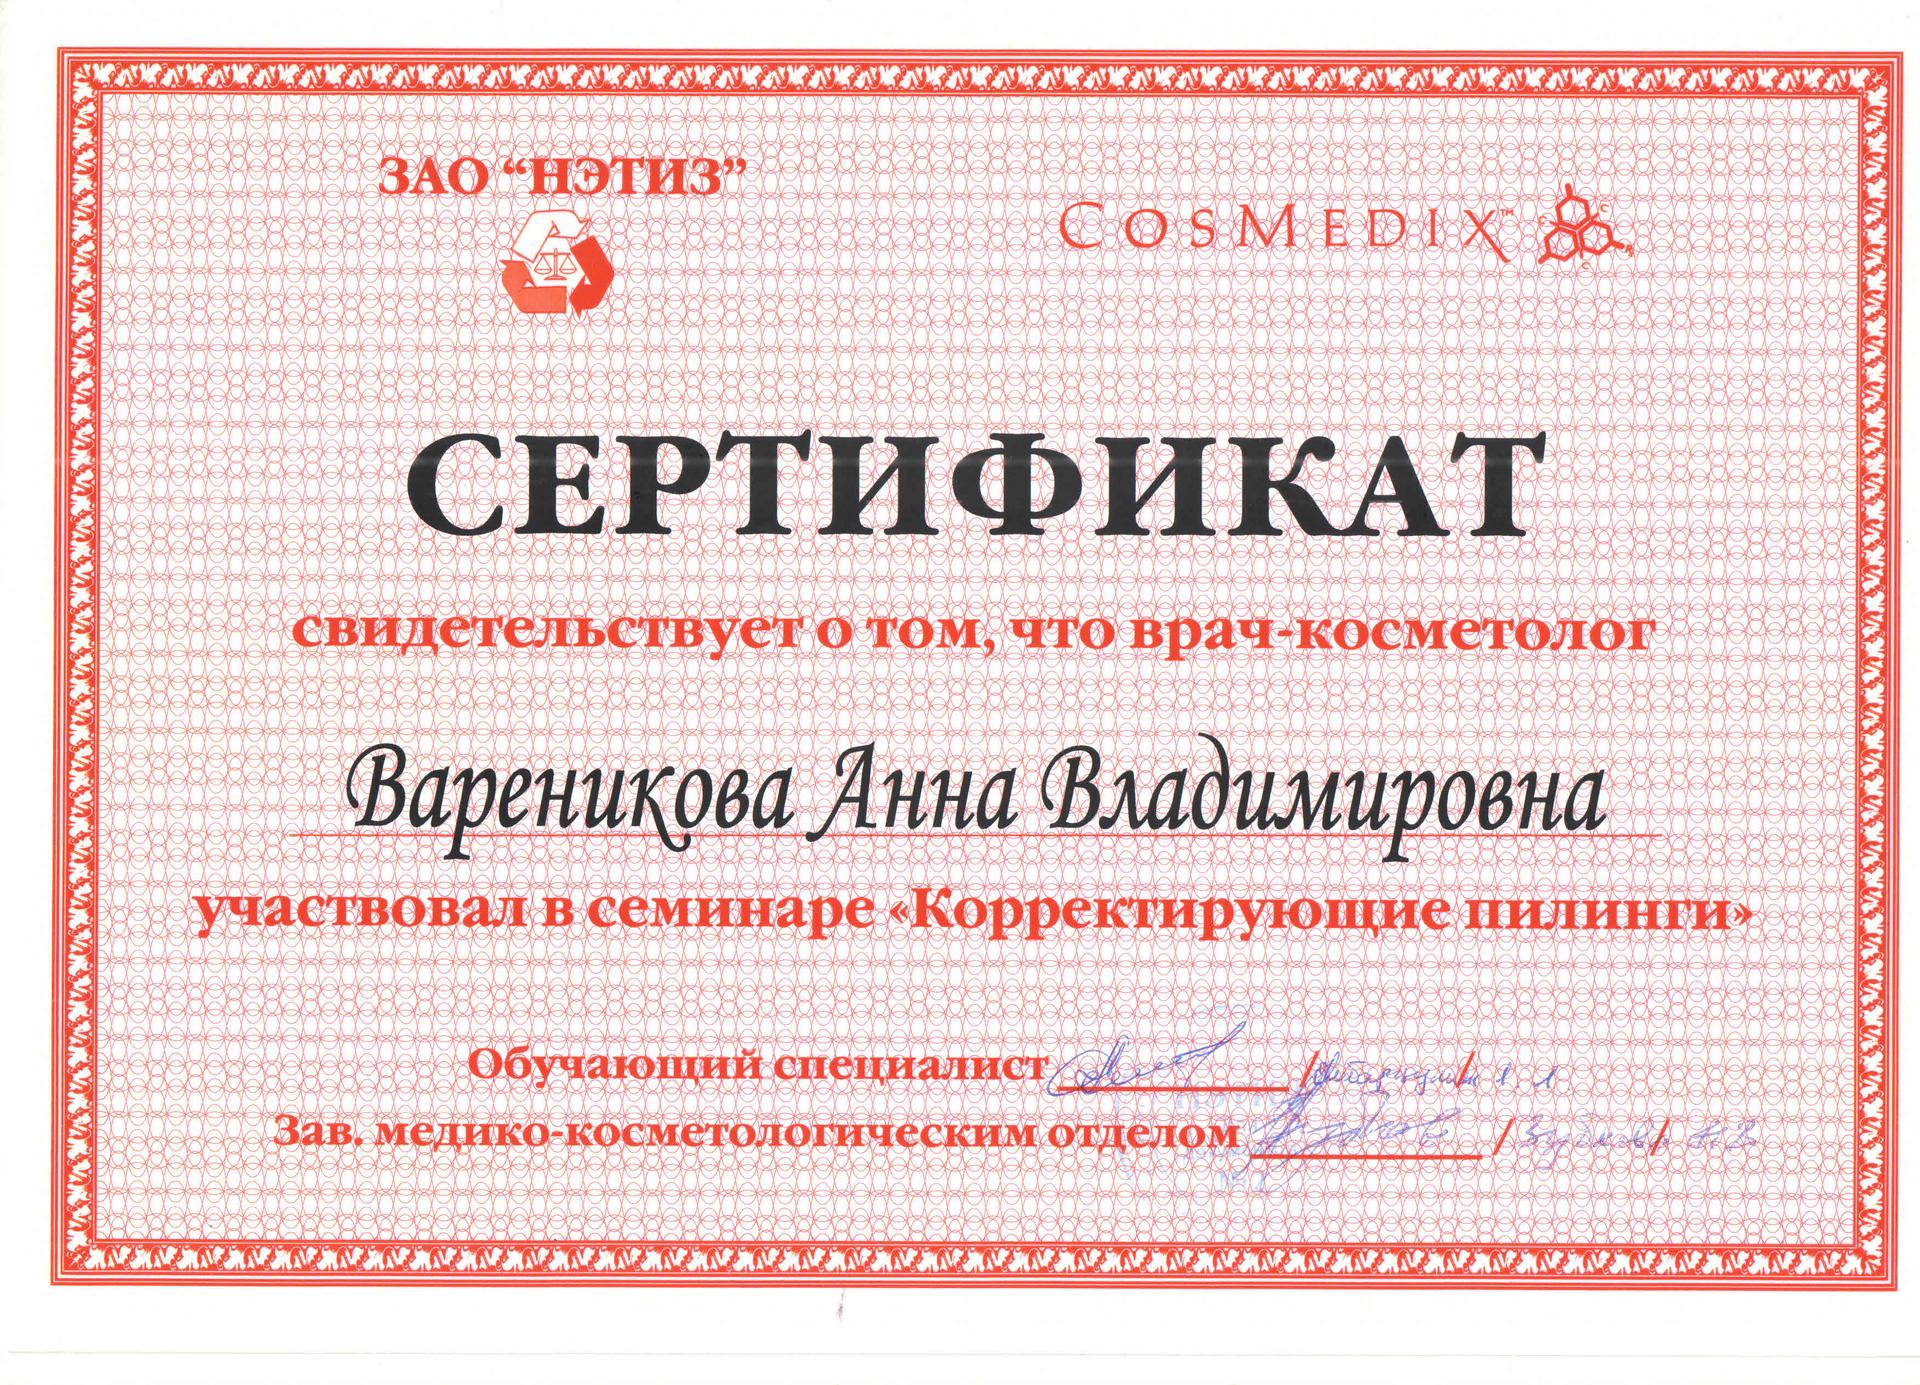 ЗАО “НЭТИЗ”
COSMEDIX™
СЕРТИФИКАТ
свидетельствует о том, что врач-косметолог
Вареникова Анна Владимировна
участвовал в семинаре «Корректирующие пилинги»
Обучающий специалист
Зав. медико-косметологическим отделом